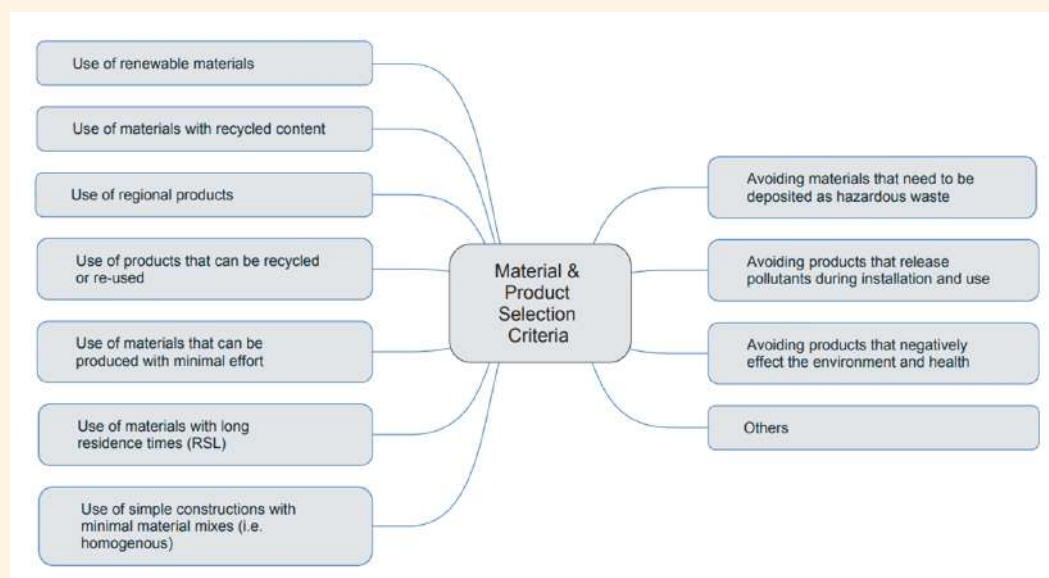 Use of renewable materials
Use of materials with recycled content
Use of regional products
Use of products that can be recycled
or re-used
Use of materials that can be
produced with minimal effort
Use of materials with long
residence times (RSL)
Use of simple constructions with
minimal material mixes (i.e.
homogenous)
Material &
Product
Selection
Criteria
Avoiding materials that need to be
deposited as hazardous waste
Avoiding products that release
pollutants during installation and use
Avoiding products that negatively
effect the environment and health
Others